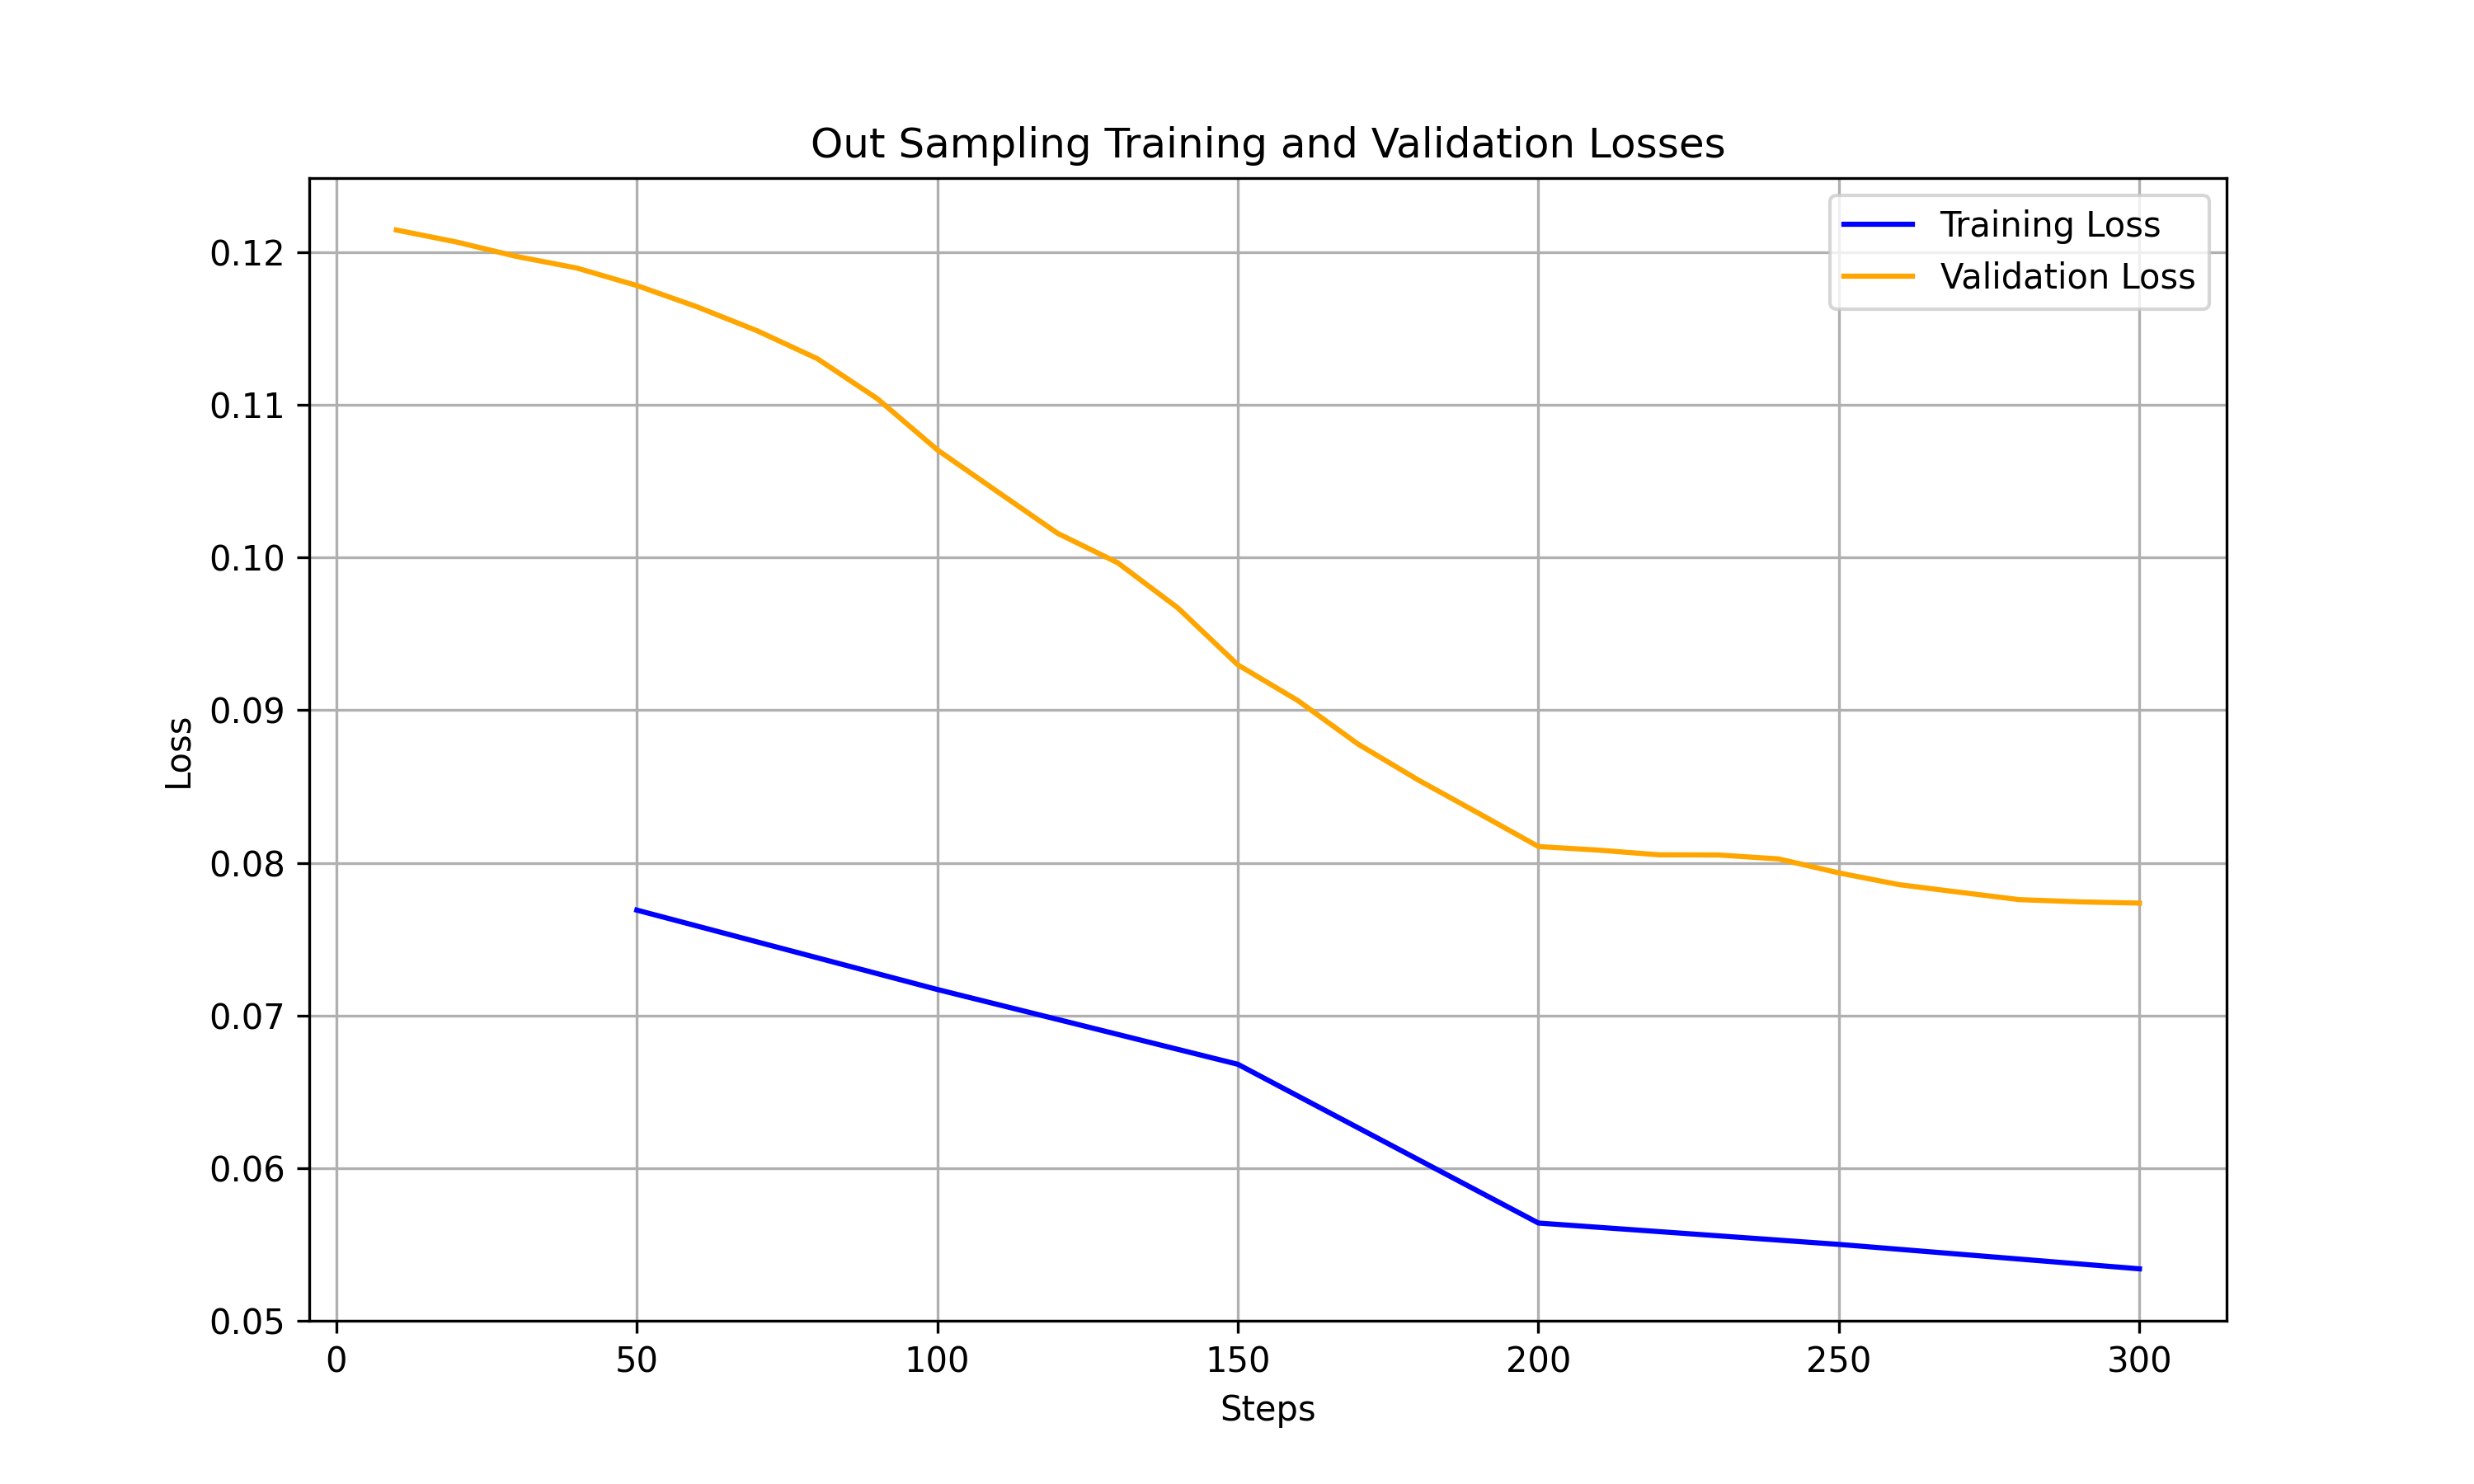 Out Sampling Training and Validation Losses
Training Loss
Validation Loss
0.12
0.11
0.10
0.09
0.08
0.07
0.06
0.05
Loss
0 50 100 150 200 250 300
Steps